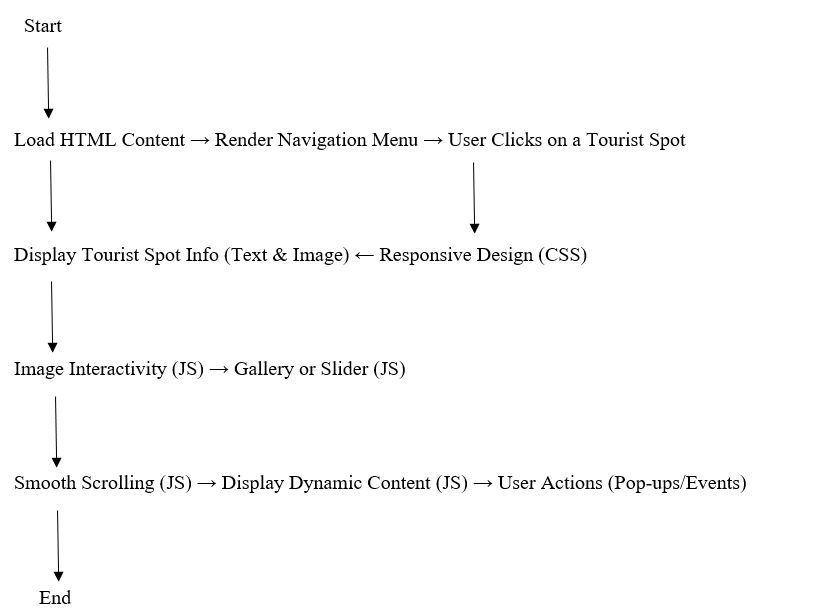 Start
Load HTML Content → Render Navigation Menu → User Clicks on a Tourist Spot
Display Tourist Spot Info (Text & Image) ← Responsive Design (CSS)
Image Interactivity (JS) → Gallery or Slider (JS)
Smooth Scrolling (JS) → Display Dynamic Content (JS) → User Actions (Pop-ups/Events)
End